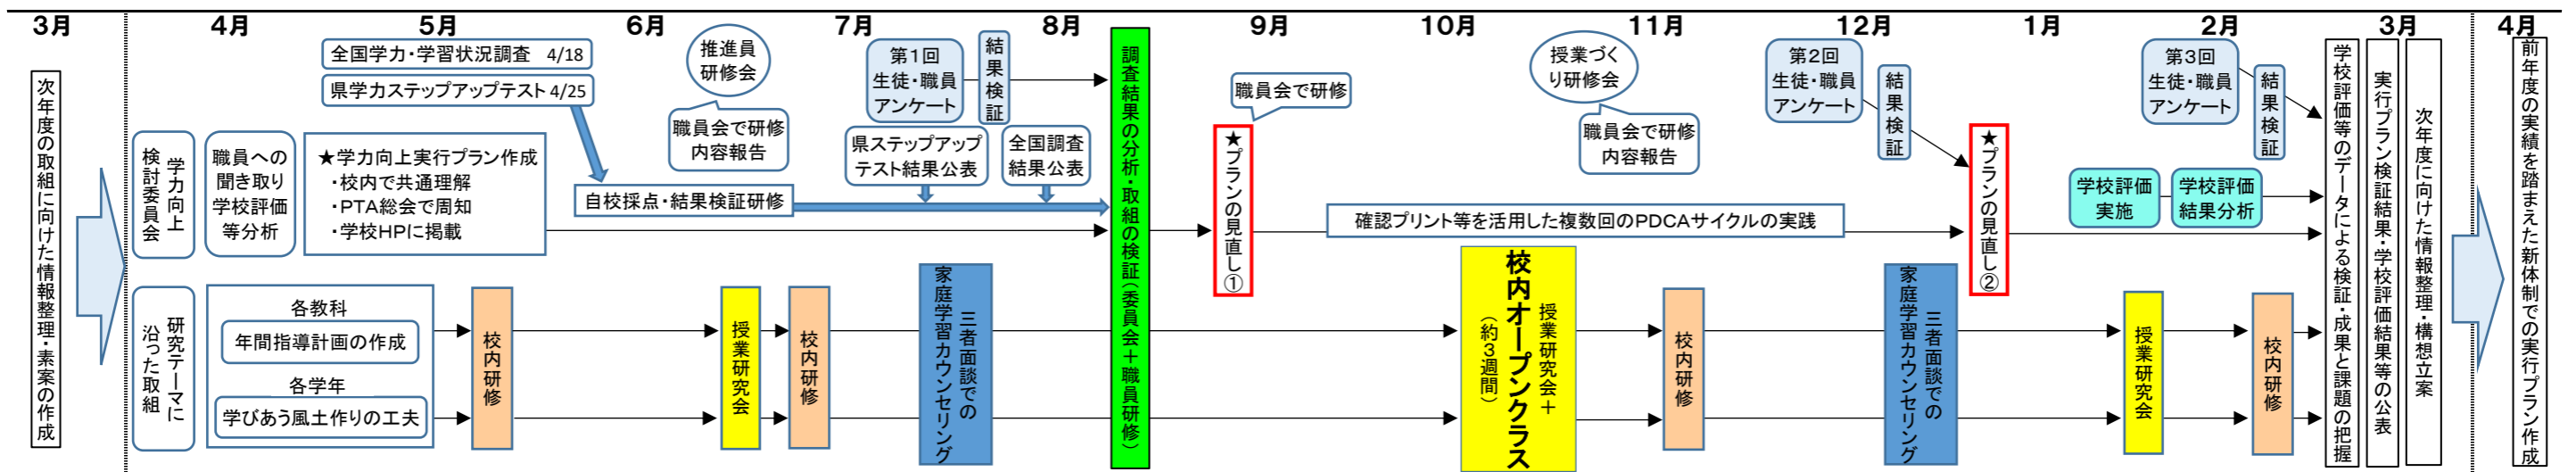 3月
4月
5月
6月
7月
8月
9月
10月
11月
12月
1月
2月
3月
4月
次年度の取組に向けた情報整理・素案の作成
学力向上
検討委員会
職員への
聞き取り
学校評価
等分析
全国学力・学習状況調査 4/18
県学力ステップアップテスト 4/25
★学力向上実行プラン作成
・校内で共通理解
・PTA総会で周知
・学校HPに掲載
自校採点・結果検証研修
推進員
研修会
職員会で研修
内容報告
第1回
生徒・職員
アンケート
結果検証
県ステップアップ
テスト結果公表
全国調査
結果公表
調査結果の分析・取組の検証(委員会+職員研修)
職員会で研修
★プランの見直し①
確認プリント等を活用した複数回のPDCAサイクルの実践
授業づく
り研修会
職員会で研修
内容報告
第2回
生徒・職員
アンケート
結果検証
★プランの見直し②
第3回
生徒・職員
アンケート
結果検証
学校評価
実施
学校評価
結果分析
研究テーマに
沿った取組
各教科
年間指導計画の作成
各学年
学びあう風土作りの工夫
校内研修
授業研究会
校内研修
三者面談での
家庭学習カウンセリング
授業研究会+
校内オープンクラス
(約3週間)
校内研修
三者面談での
家庭学習カウンセリング
授業研究会
校内研修
学校評価等のデータによる検証・成果と課題の把握
実行プラン検証結果・学校評価結果等の公表
次年度に向けた情報整理・構想立案
前年度の実績を踏まえた新体制での実行プラン作成